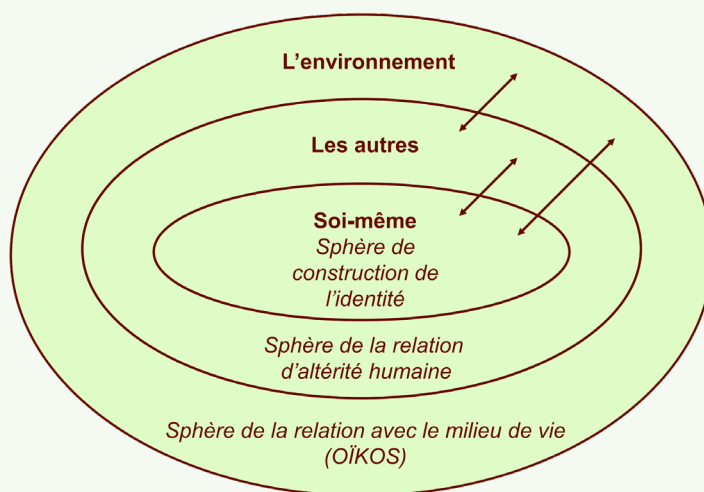 L’environnement
Les autres
Soi-même
Sphère de
construction de
l’identité
Sphère de la relation
d’altérité humaine
Sphère de la relation avec le milieu de vie
(OÏKOS)